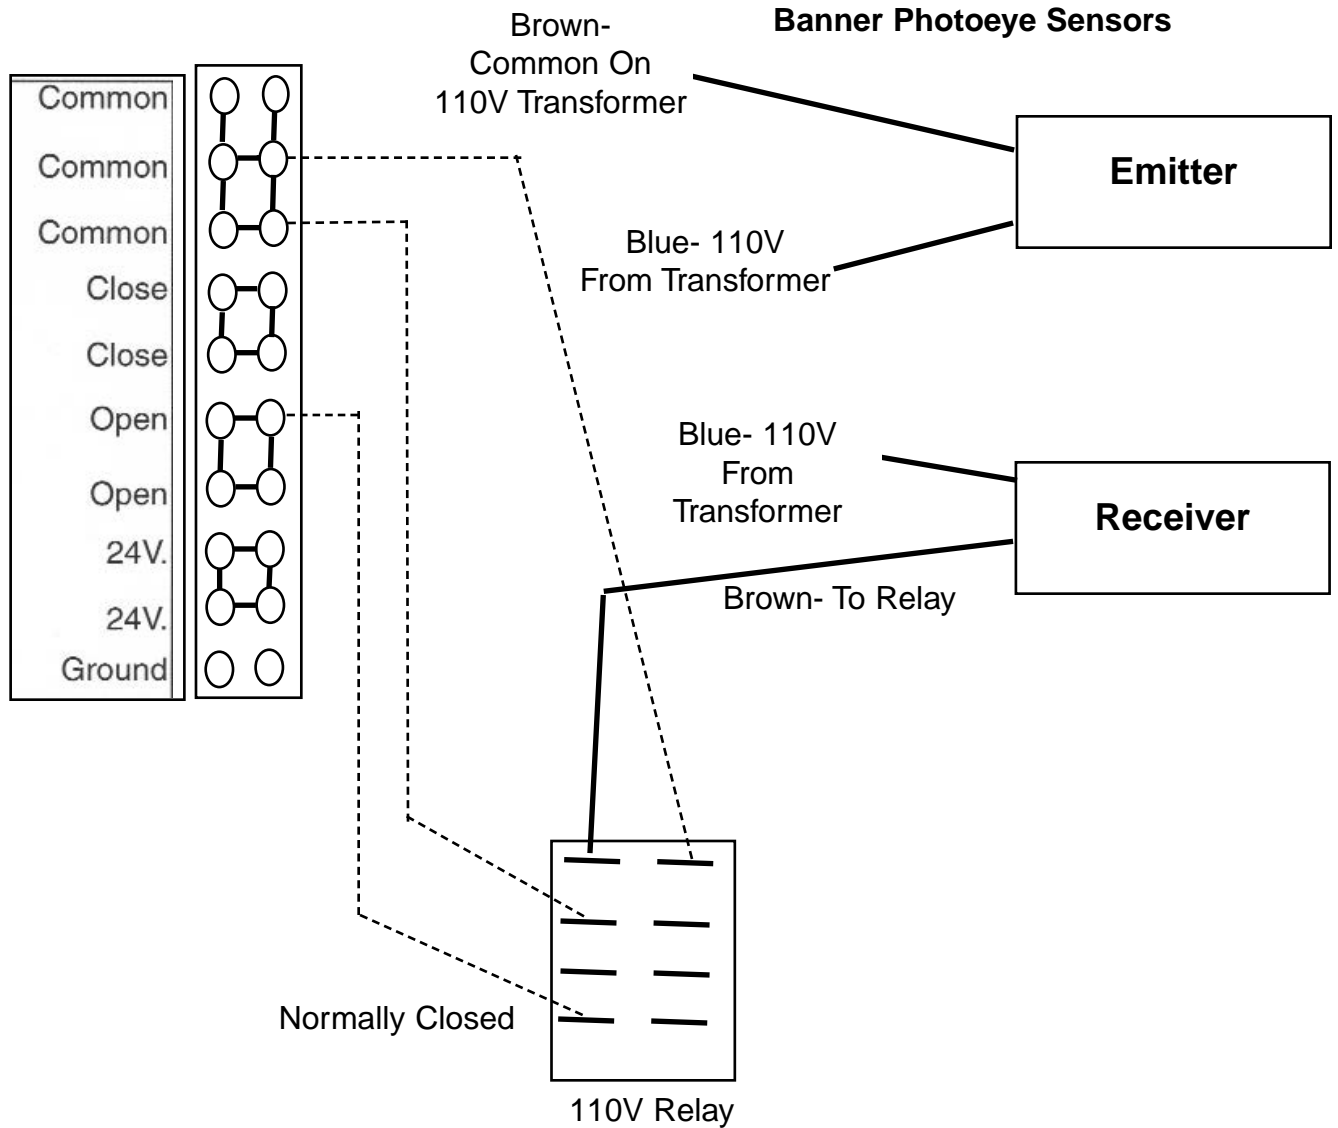 Banner Photoeye Sensors
Brown-
Common On
110V Transformer
Common
Common
Common
Close
Close
Open
Open
24V.
24V.
Ground
Emitter
Blue- 110V
From Transformer
Blue- 110V
From
Transformer
Receiver
Brown- To Relay
Normally Closed
110V Relay